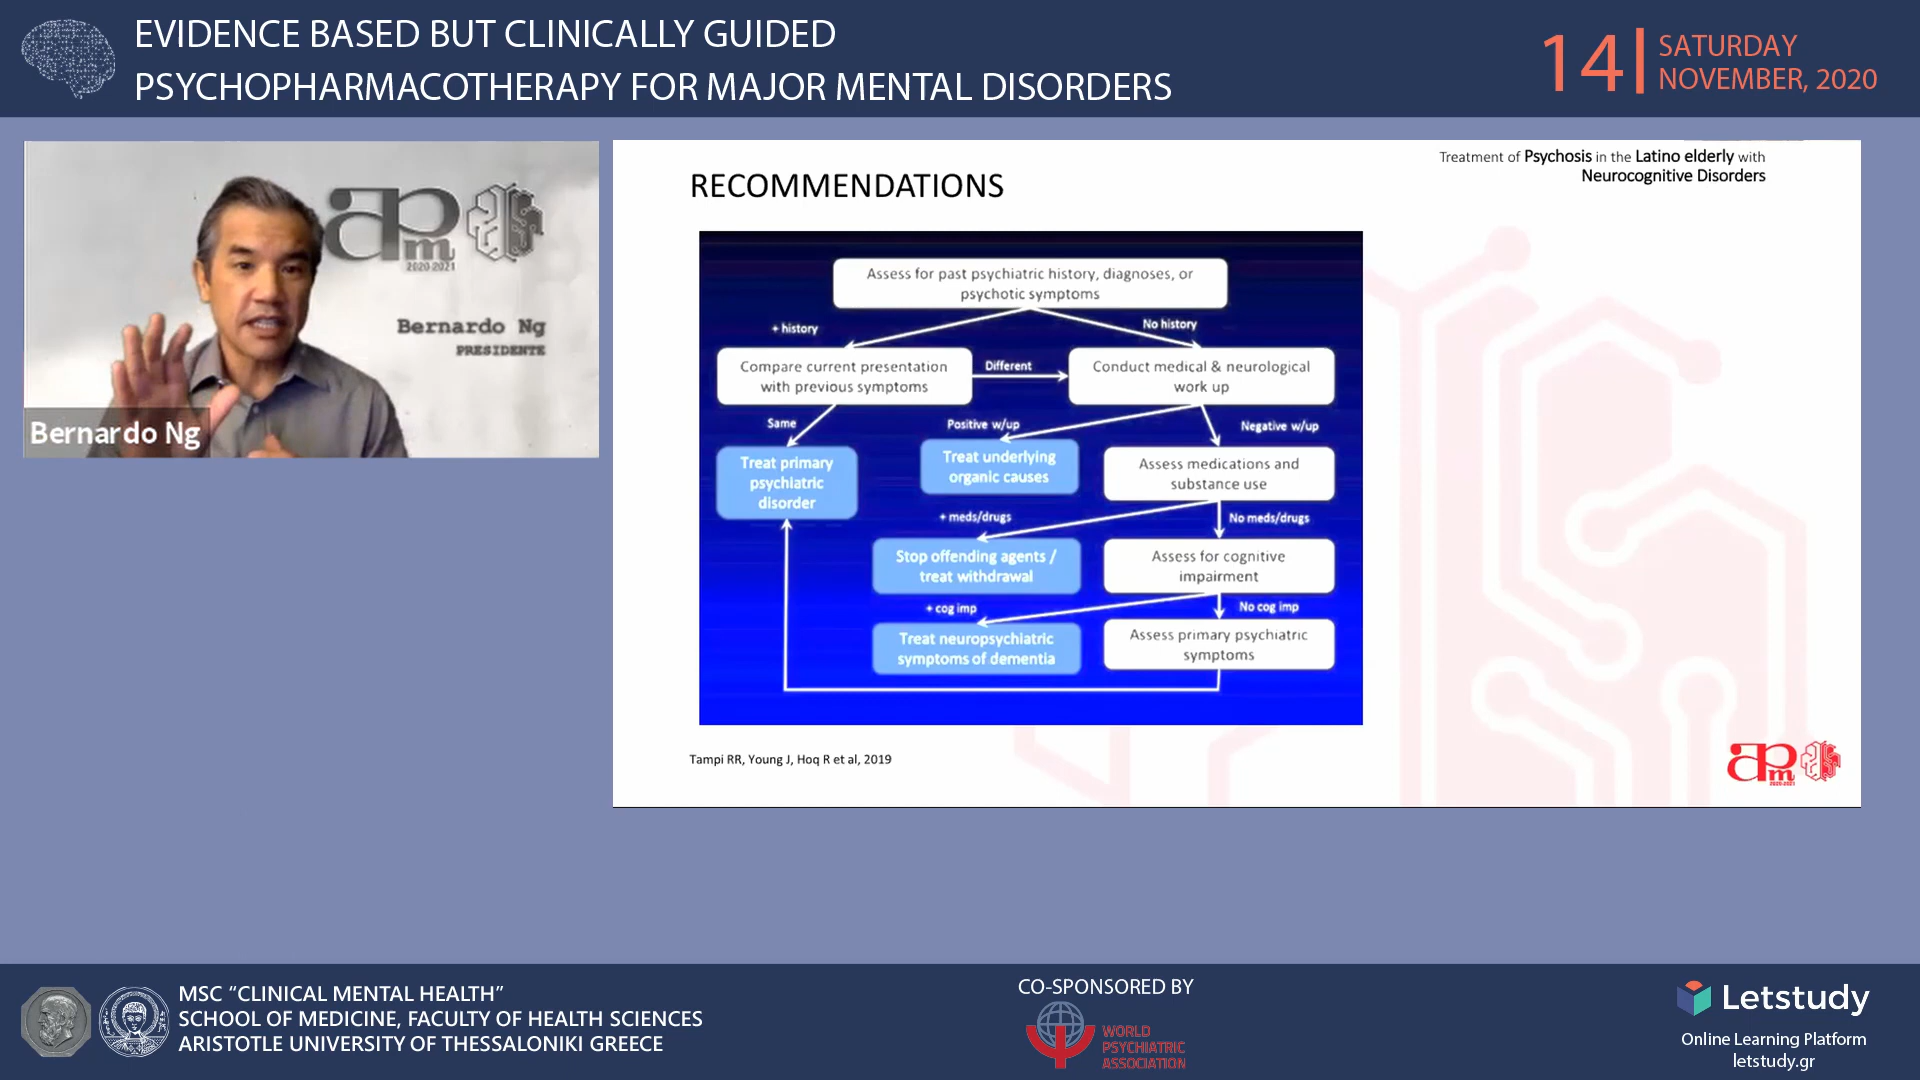 EVIDENCE BASED BUT CLINICALLY GUIDED
PSYCHOPHARMACOTHERAPY FOR MAJOR MENTAL DISORDERS
14
SATURDAY
NOVEMBER, 2020
apm
2020-2021
Bernardo Ng
PRESIDENTE
Bernardo Ng
Treatment of Psychosis in the Latino elderly with
Neurocognitive Disorders
RECOMMENDATIONS
Assess for past psychiatric history, diagnoses, or
psychotic symptoms
+ history
No history
Compare current presentation
with previous symptoms
Different
Conduct medical & neurological
work up
Same
Positive w/up
Negative w/up
Treat primary
psychiatric
disorder
Treat underlying
organic causes
Assess medications and
substance use
+ meds/drugs
No meds/drugs
Stop offending agents /
treat withdrawal
Assess for cognitive
impairment
+ cog imp
No cog imp
Treat neuropsychiatric
symptoms of dementia
Assess primary psychiatric
symptoms
Tampi RR, Young J, Hoq R et al, 2019
apm
2020-2021
MSC “CLINICAL MENTAL HEALTH”
SCHOOL OF MEDICINE, FACULTY OF HEALTH SCIENCES
ARISTOTLE UNIVERSITY OF THESSALONIKI GREECE
CO-SPONSORED BY
WORLD
PSYCHIATRIC
ASSOCIATION
Letstudy
Online Learning Platform
letstudy.gr